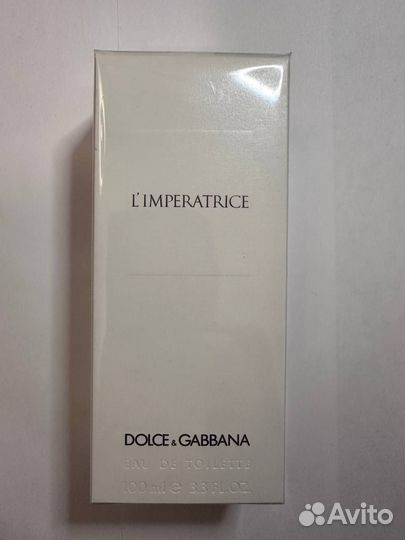 L'IMPERATRICE
DOLCE & GABBANA
EAU DE TOILETTE
100 ml e 3.3 FL.OZ.
Avito